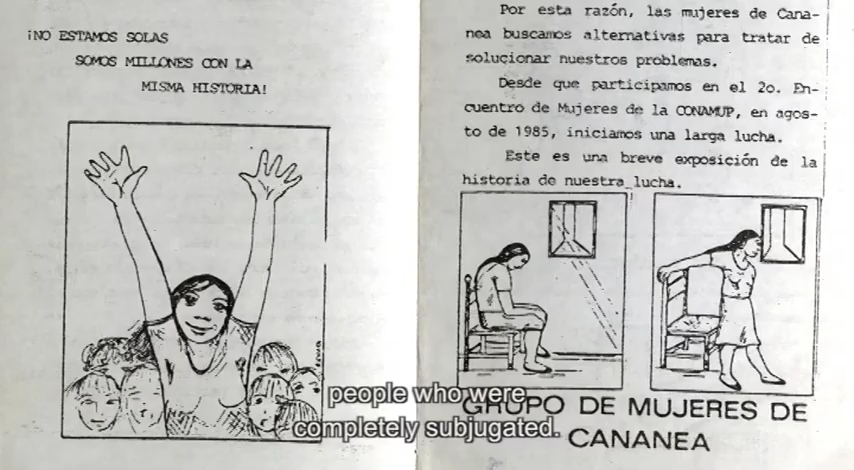 ¡NO ESTAMOS SOLAS
SOMOS MILLONES CON LA
MISMA HISTORIA!
Por esta razón, las mujeres de Cana-
nea buscamos alternativas para tratar de
solucionar nuestros problemas.
Desde que participamos en el 2o. En-
cuentro de Mujeres de la CONAMUP, en agos-
to de 1985, iniciamos una larga lucha.
Este es una breve exposición de la
historia de nuestra lucha.
GRUPO DE MUJERES DE
CANANEA
people who were
completely subjugated.